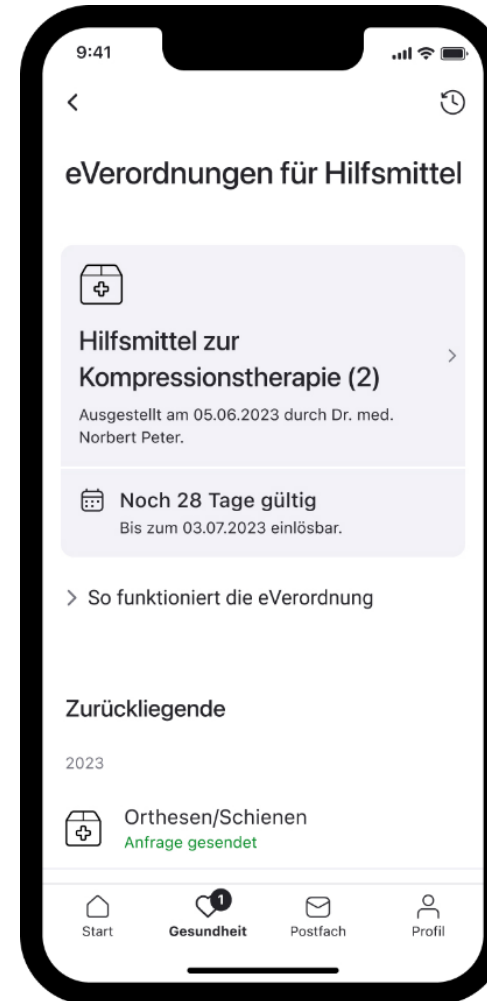 9:41
eVerordnungen für Hilfsmittel
Hilfsmittel zur
Kompressionstherapie (2)
Ausgestellt am 05.06.2023 durch Dr. med.
Norbert Peter.
Noch 28 Tage gültig
Bis zum 03.07.2023 einlösbar.
So funktioniert die eVerordnung
Zurückliegende
2023
Orthesen/Schienen
Anfrage gesendet
1
Start Gesundheit Postfach Profil